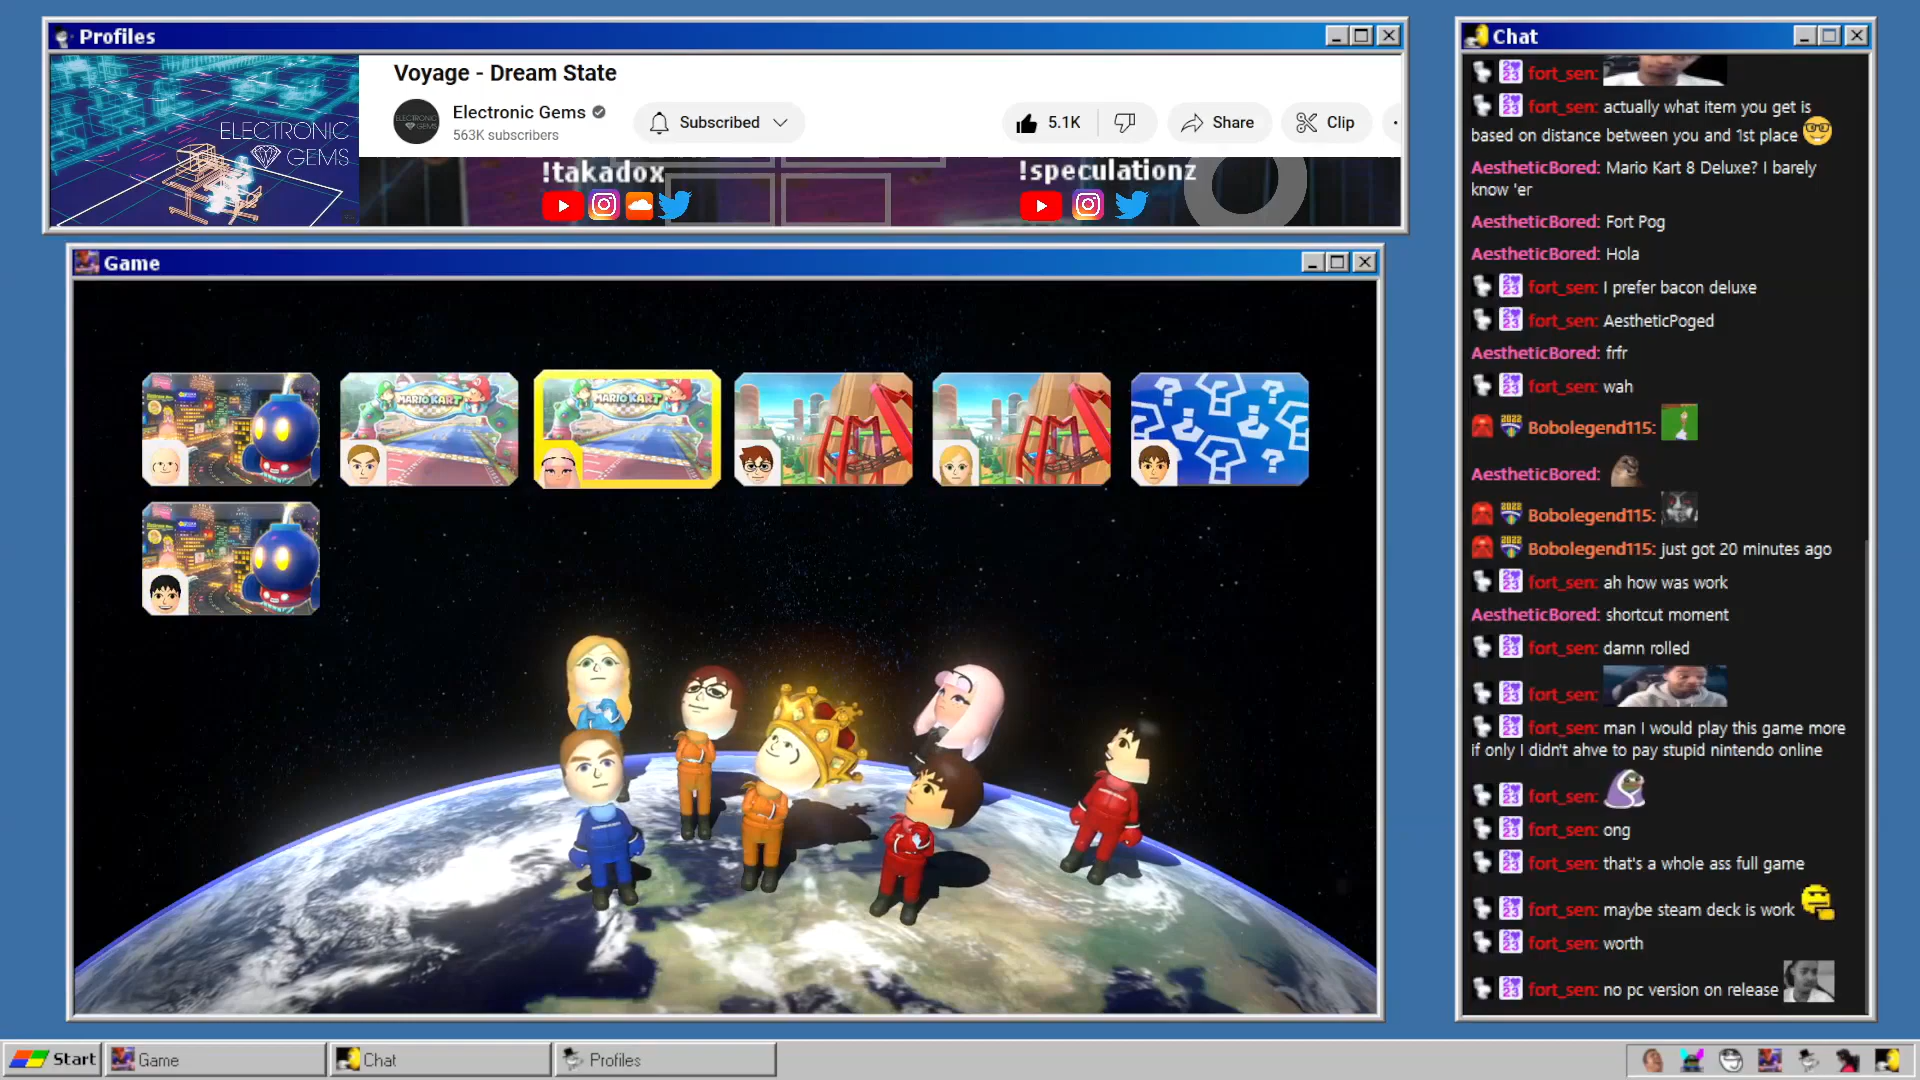 Profiles
ELECTRONIC
GEMS
Voyage - Dream State
Electronic Gems
563K subscribers
Subscribed
5.1K
Share
Clip
!takadox
!speculationz
Game
MARIO KART
MARIO KART
Chat
fort_sen:
fort_sen: actually what item you get is
based on distance between you and 1st place
AestheticBored: Mario Kart 8 Deluxe? I barely
know 'er
AestheticBored: Fort Pog
AestheticBored: Hola
fort_sen: I prefer bacon deluxe
fort_sen: AestheticPoged
AestheticBored: frfr
fort_sen: wah
Bobolegend115:
AestheticBored:
Bobolegend115:
Bobolegend115: just got 20 minutes ago
fort_sen: ah how was work
AestheticBored: shortcut moment
fort_sen: damn rolled
fort_sen:
fort_sen: man I would play this game more
if only I didn't ahve to pay stupid nintendo online
fort_sen:
fort_sen: ong
fort_sen: that's a whole ass full game
fort_sen: maybe steam deck is work
fort_sen: worth
fort_sen: no pc version on release
Start
Game
Chat
Profiles